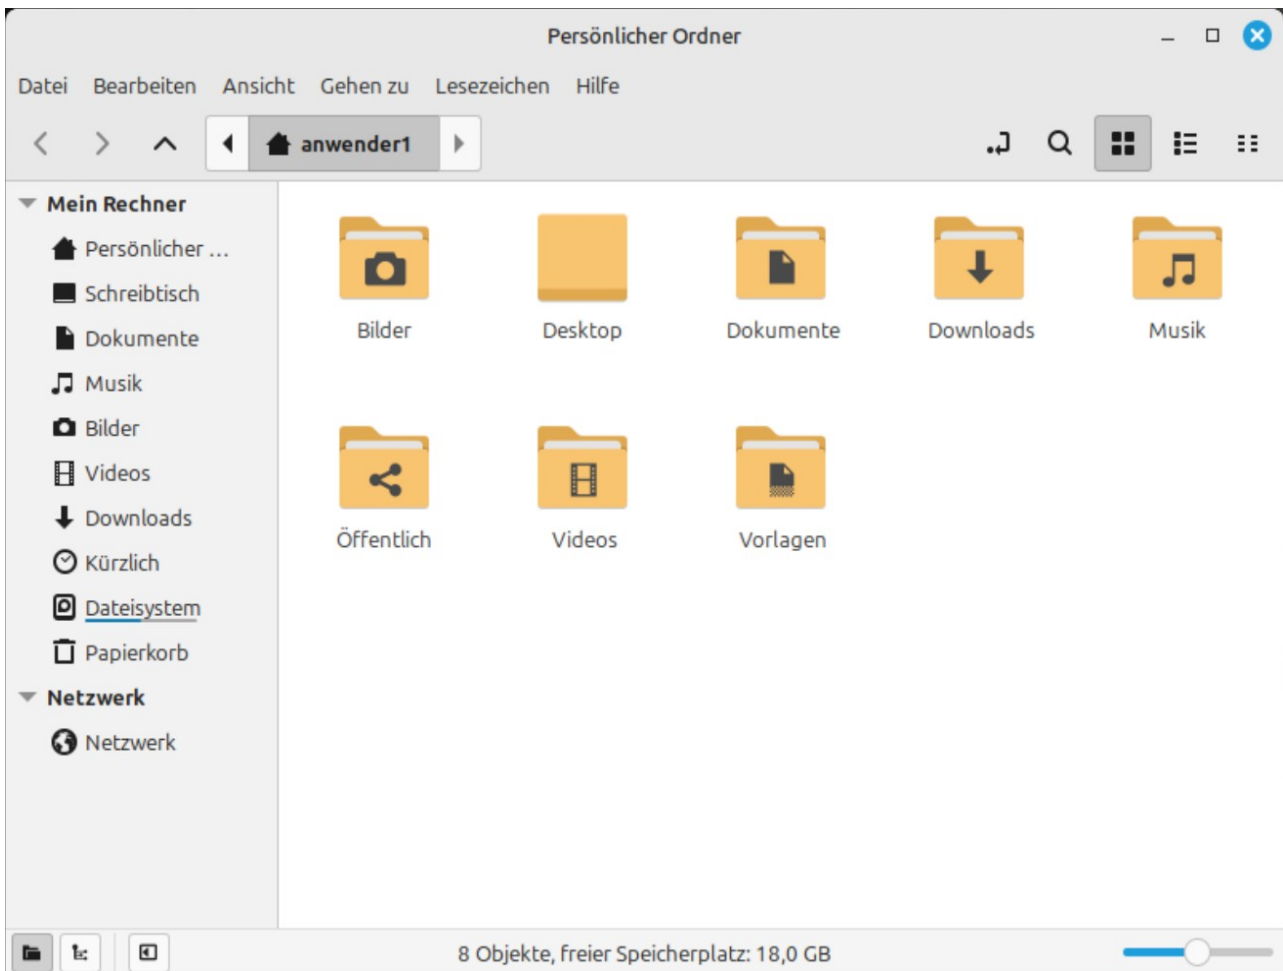 Persönlicher Ordner
Datei Bearbeiten Ansicht Gehen zu Lesezeichen Hilfe
anwender1
Mein Rechner
Persönlicher ...
Schreibtisch
Dokumente
Musik
Bilder
Videos
Downloads
Kürzlich
Dateisystem
Papierkorb
Netzwerk
Netzwerk
Bilder Desktop Dokumente Downloads Musik
Öffentlich Videos Vorlagen
8 Objekte, freier Speicherplatz: 18,0 GB